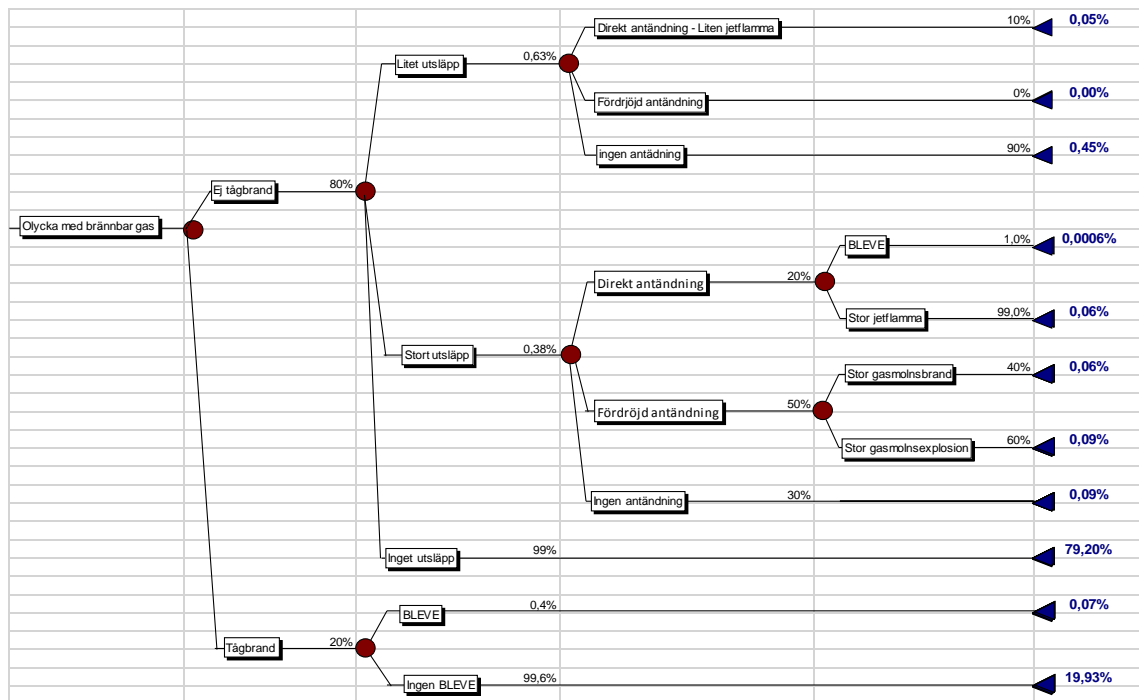 Direkt antändning - Liten jetflamma 10% 0,05%
Litet utsläpp 0,63%
Fördrjöjd antändning 0% 0,00%
ingen antädning 90% 0,45%
Ej tågbrand 80%
Olycka med brännbar gas
BLEVE 1,0% 0,0006%
Direkt antändning 20%
Stor jetflamma 99,0% 0,06%
Stort utsläpp 0,38%
Stor gasmolnsbrand 40% 0,06%
Fördröjd antändning 50%
Stor gasmolnsexplosion 60% 0,09%
Ingen antändning 30% 0,09%
Inget utsläpp 99% 79,20%
BLEVE 0,4% 0,07%
Tågbrand 20%
Ingen BLEVE 99,6% 19,93%